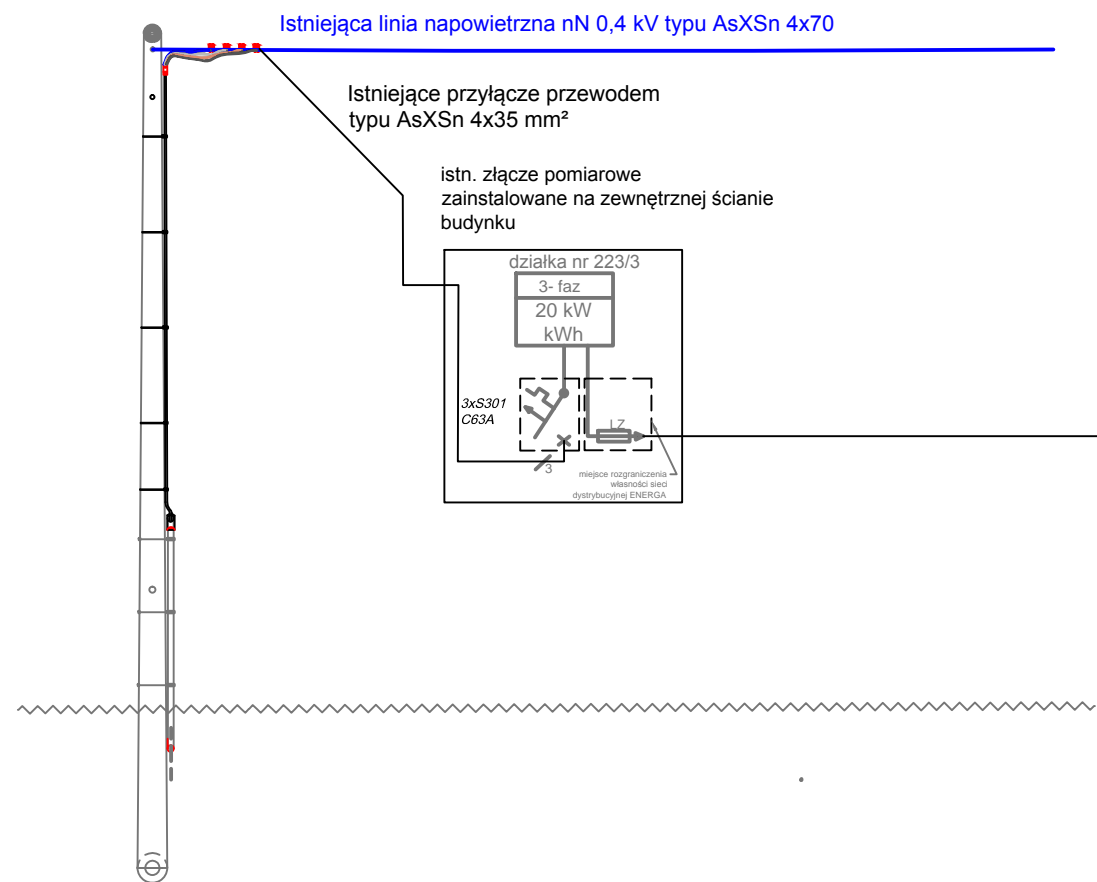 Istniejąca linia napowietrzna nN 0,4 kV typu AsXSn 4x70
Istniejące przyłącze przewodem
typu AsXSn 4x35 mm²
istn. złącze pomiarowe
zainstalowane na zewnętrznej ścianie
budynku
działka nr 223/3
3- faz
20 kW
kWh
3xS301
C63A
LZ
3
miejsce rozgraniczenia
własności sieci
dystrybucyjnej ENERGA